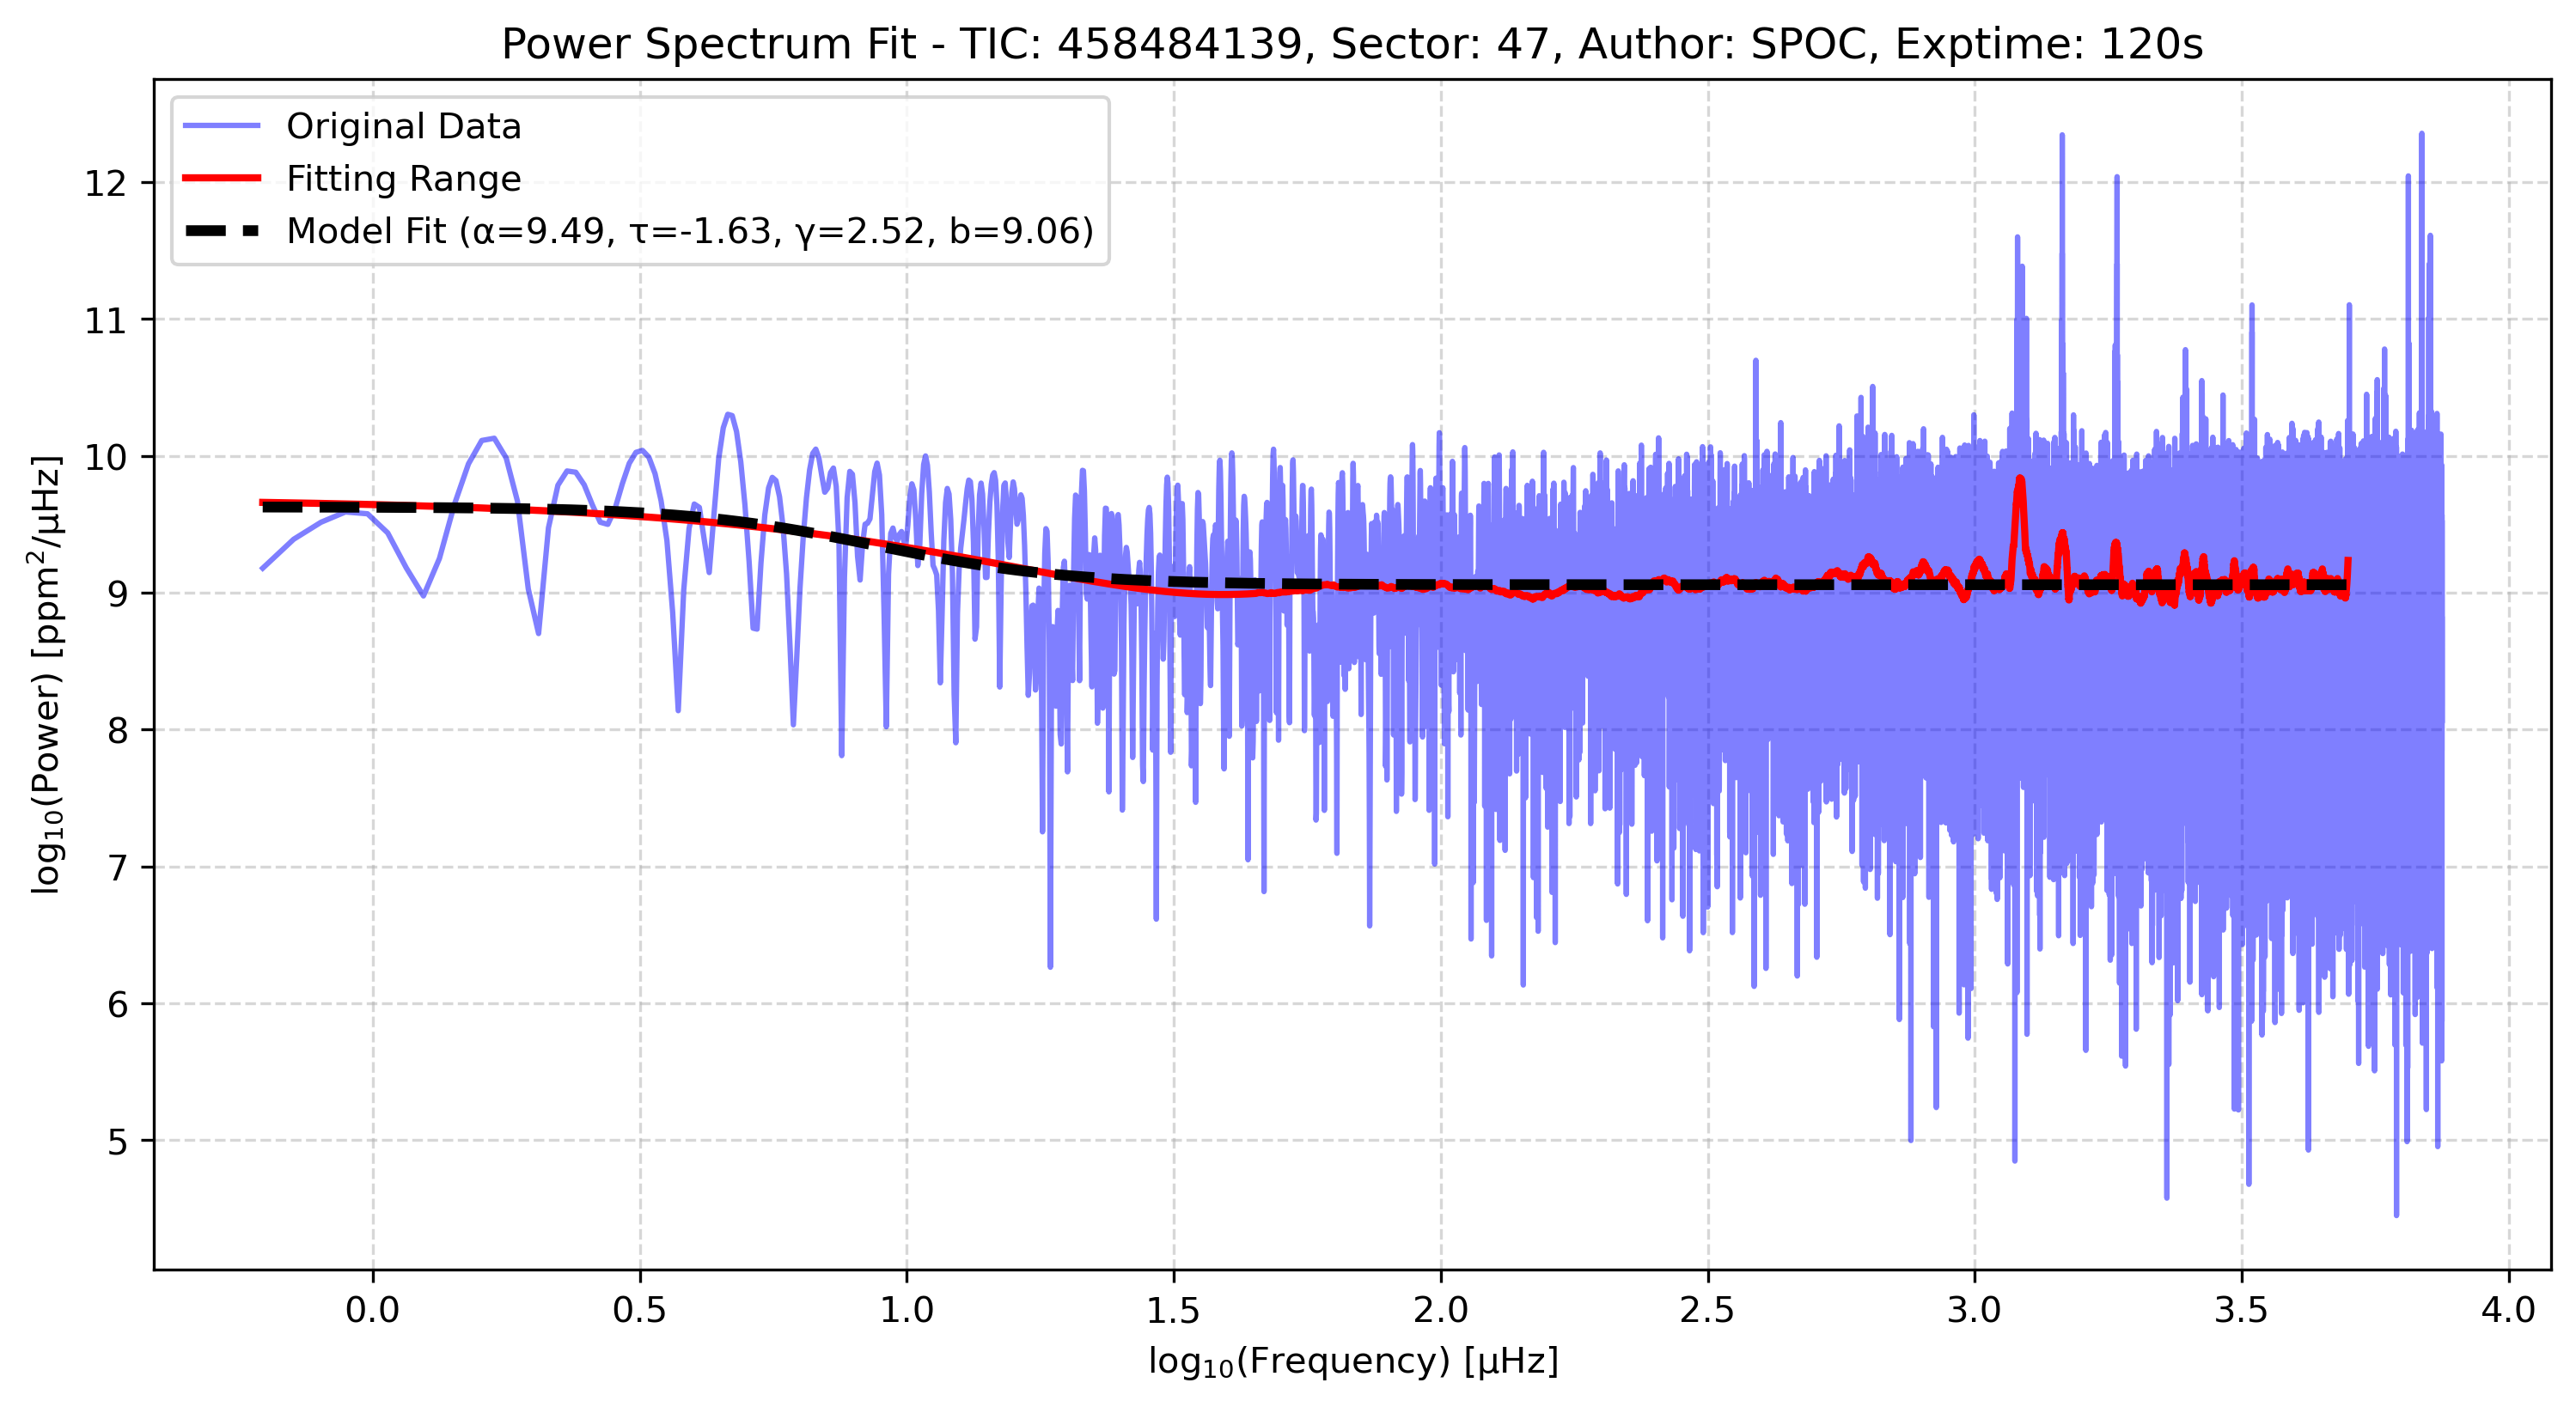 Power Spectrum Fit - TIC: 458484139, Sector: 47, Author: SPOC, Exptime: 120s
Original Data
Fitting Range
Model Fit (α=9.49, τ=-1.63, γ=2.52, b=9.06)
log₁₀(Power) [ppm²/μHz]
12
11
10
9
8
7
6
5
0.0 0.5 1.0 1.5 2.0 2.5 3.0 3.5 4.0
log₁₀(Frequency) [μHz]